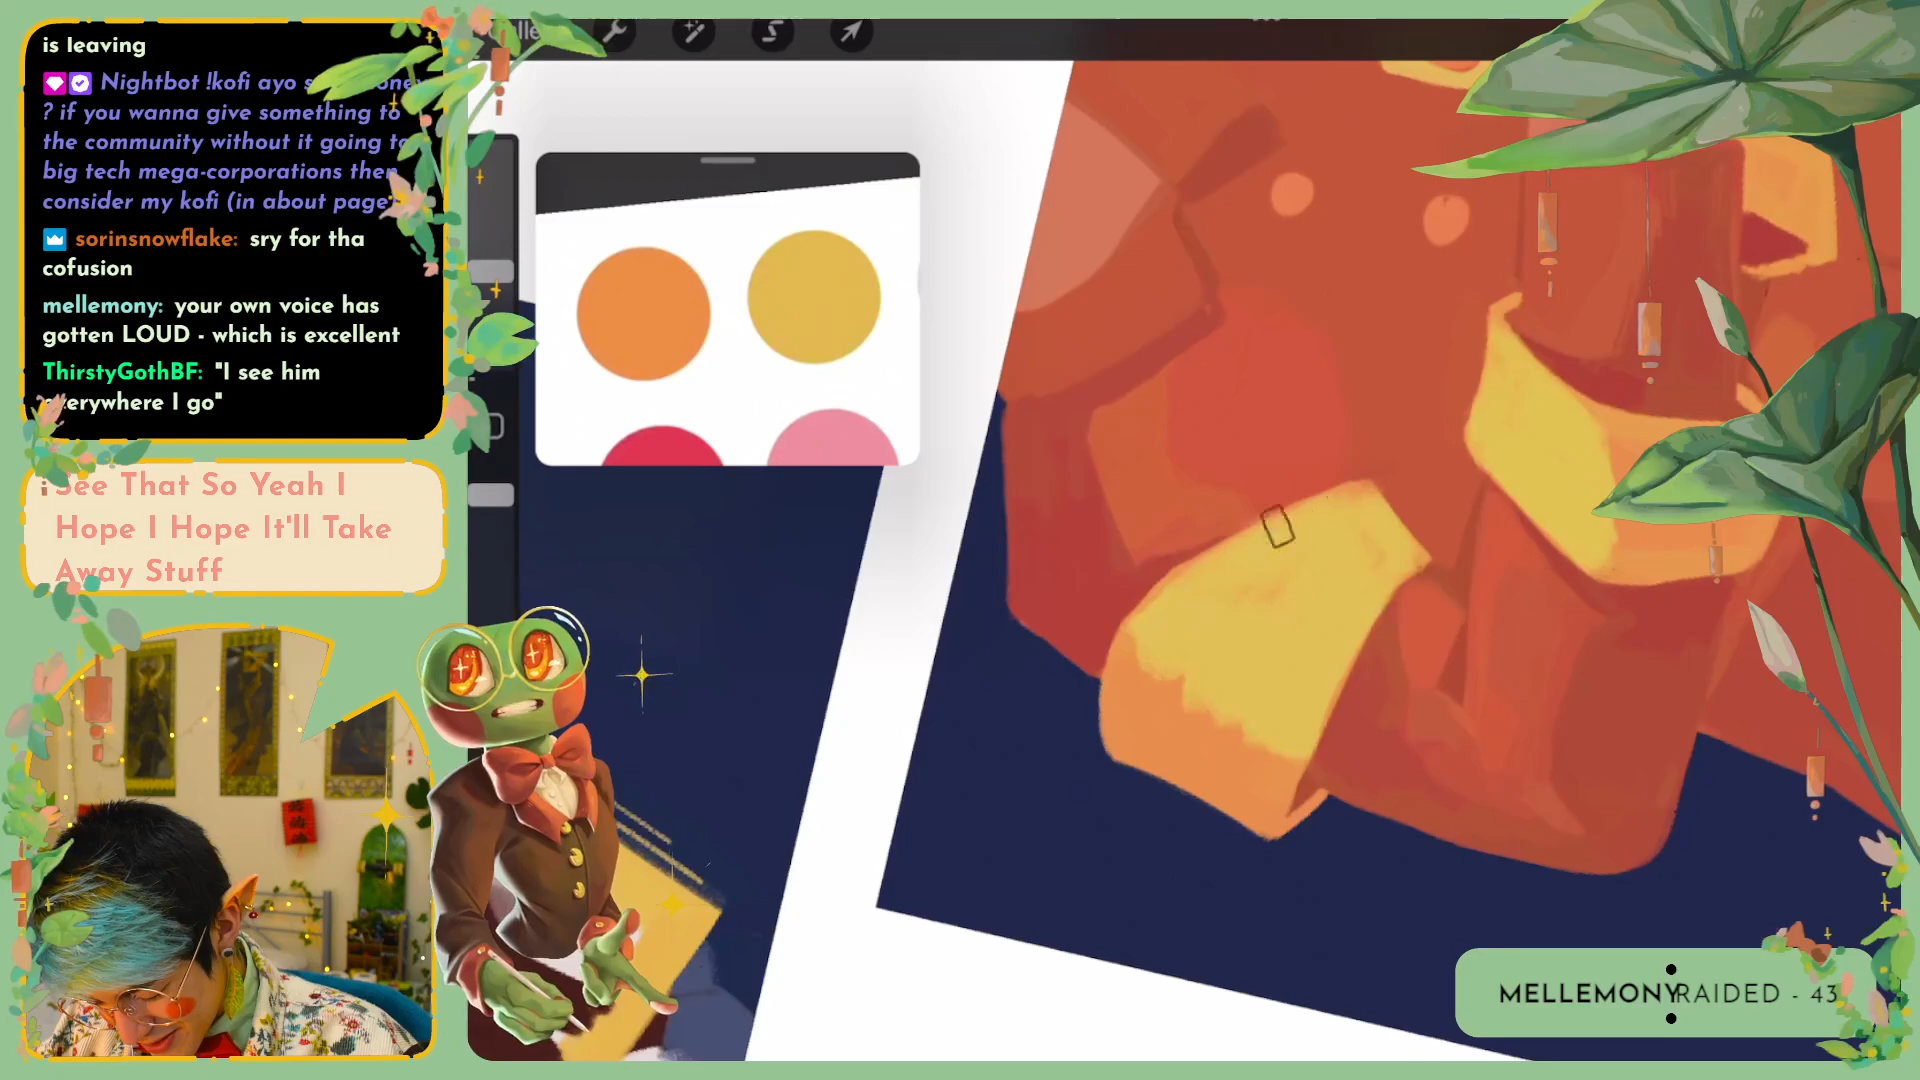 is leaving
Nightbot !kofi ayo
? if you wanna give something to
the community without it going to
big tech mega-corporations then
consider my kofi (in about page)
sorinsnowflake: sry for tha
cofusion
mellemony: your own voice has
gotten LOUD - which is excellent
ThirstyGothBF: "I see him
everywhere I go"
See That So Yeah I
Hope I Hope It'll Take
Away Stuff
MELLEMONY RAIDED - 43